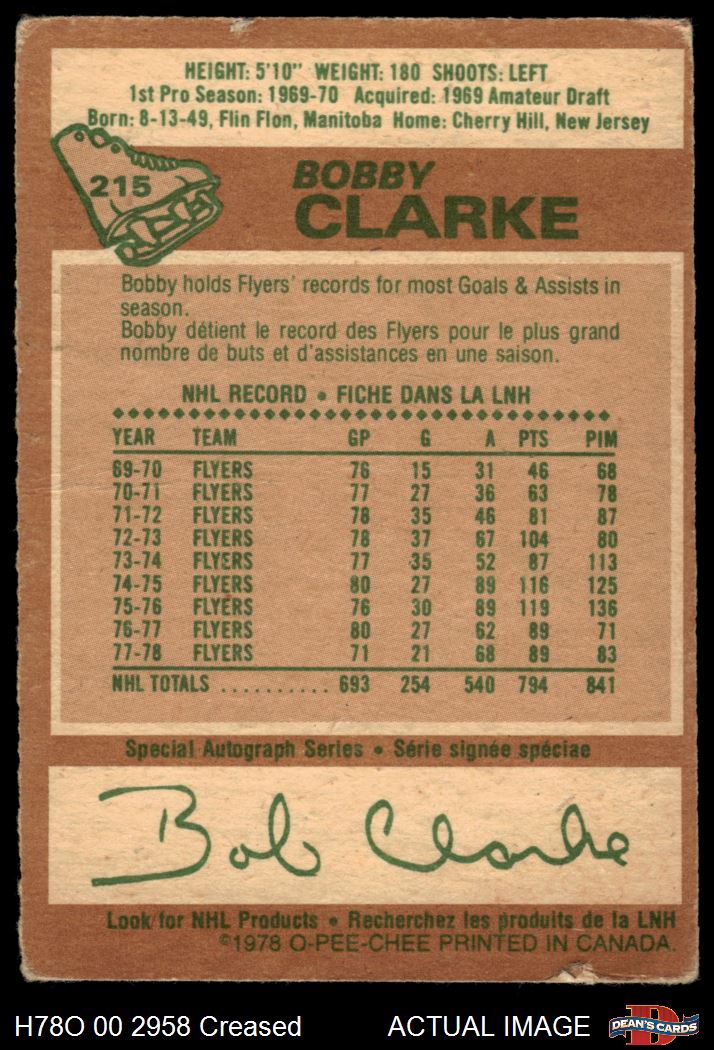 HEIGHT: 5'10" WEIGHT: 180 SHOOTS: LEFT
1st Pro Season: 1969-70 Acquired: 1969 Amateur Draft
Born: 8-13-49, Flin Flon, Manitoba Home: Cherry Hill, New Jersey
215
BOBBY
CLARKE
Bobby holds Flyers' records for most Goals & Assists in
season.
Bobby détient le record des Flyers pour le plus grand
nombre de buts et d'assistances en une saison.
NHL RECORD • FICHE DANS LA LNH
YEAR TEAM GP G A PTS PIM
69-70 FLYERS 76 15 31 46 68
70-71 FLYERS 77 27 36 63 78
71-72 FLYERS 78 35 46 81 87
72-73 FLYERS 78 37 67 104 80
73-74 FLYERS 77 35 52 87 113
74-75 FLYERS 80 27 89 116 125
75-76 FLYERS 76 30 89 119 136
76-77 FLYERS 80 27 62 89 71
77-78 FLYERS 71 21 68 89 83
NHL TOTALS .......... 693 254 540 794 841
Special Autograph Series • Série signée spéciae
Bob Clarke
Look for NHL Products • Recherchez les produits de la LNH
©1978 O-PEE-CHEE PRINTED IN CANADA.
H78O 00 2958 Creased ACTUAL IMAGE DEAN'S CARDS